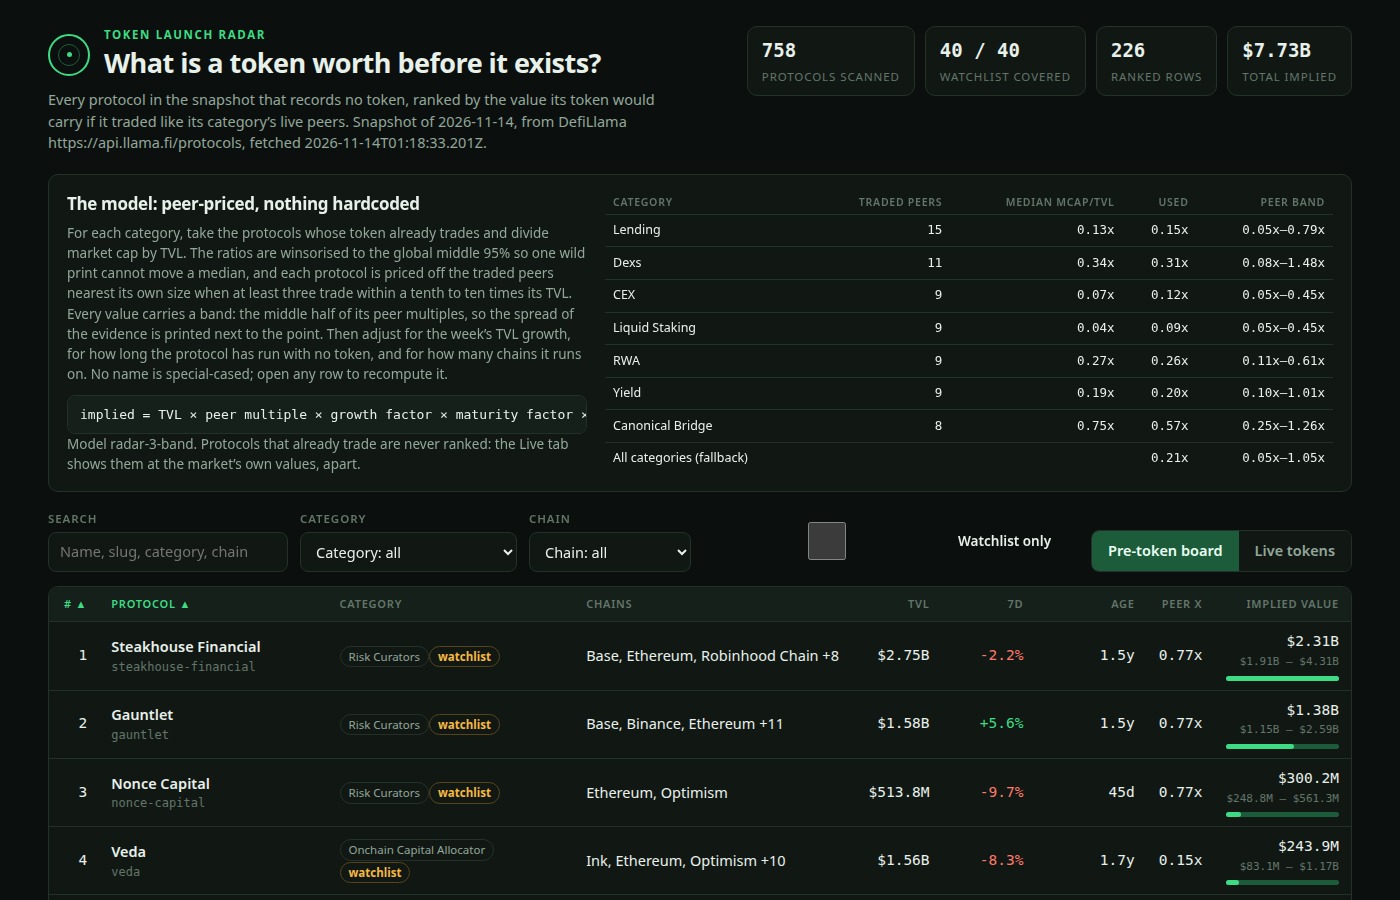 TOKEN LAUNCH RADAR
What is a token worth before it exists?
Every protocol in the snapshot that records no token, ranked by the value its token would
carry if it traded like its category’s live peers. Snapshot of 2026-11-14, from DefiLlama
https://api.llama.fi/protocols, fetched 2026-11-14T01:18:33.201Z.
758
PROTOCOLS SCANNED
40 / 40
WATCHLIST COVERED
226
RANKED ROWS
$7.73B
TOTAL IMPLIED
The model: peer-priced, nothing hardcoded
For each category, take the protocols whose token already trades and divide
market cap by TVL. The ratios are winsorised to the global middle 95% so one wild
print cannot move a median, and each protocol is priced off the traded peers
nearest its own size when at least three trade within a tenth to ten times its TVL.
Every value carries a band: the middle half of its peer multiples, so the spread of
the evidence is printed next to the point. Then adjust for the week’s TVL growth,
for how long the protocol has run with no token, and for how many chains it runs
on. No name is special-cased; open any row to recompute it.
implied = TVL × peer multiple × growth factor × maturity factor ×
Model radar-3-band. Protocols that already trade are never ranked: the Live tab
shows them at the market’s own values, apart.
CATEGORY TRADED PEERS MEDIAN MCAP/TVL USED PEER BAND
Lending 15 0.13x 0.15x 0.05x–0.79x
Dexs 11 0.34x 0.31x 0.08x–1.48x
CEX 9 0.07x 0.12x 0.05x–0.45x
Liquid Staking 9 0.04x 0.09x 0.05x–0.45x
RWA 9 0.27x 0.26x 0.11x–0.61x
Yield 9 0.19x 0.20x 0.10x–1.01x
Canonical Bridge 8 0.75x 0.57x 0.25x–1.26x
All categories (fallback) 0.21x 0.05x–1.05x
SEARCH CATEGORY CHAIN
Name, slug, category, chain Category: all Chain: all Watchlist only Pre-token board Live tokens
# ▲ PROTOCOL ▲ CATEGORY CHAINS TVL 7D AGE PEER X IMPLIED VALUE
1 Steakhouse Financial Risk Curators watchlist Base, Ethereum, Robinhood Chain +8 $2.75B -2.2% 1.5y 0.77x $2.31B
steakhouse-financial $1.91B – $4.31B
2 Gauntlet Risk Curators watchlist Base, Binance, Ethereum +11 $1.58B +5.6% 1.5y 0.77x $1.38B
gauntlet $1.15B – $2.59B
3 Nonce Capital Risk Curators watchlist Ethereum, Optimism $513.8M -9.7% 45d 0.77x $300.2M
nonce-capital $248.8M – $561.3M
4 Veda Onchain Capital Allocator Ink, Ethereum, Optimism +10 $1.56B -8.3% 1.7y 0.15x $243.9M
veda watchlist $83.1M – $1.17B